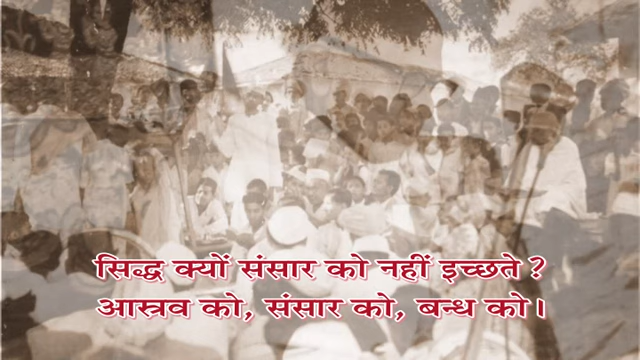 सिद्ध क्यों संसार को नहीं इच्छते ?
आस्त्रव को, संसार को, बन्ध को।